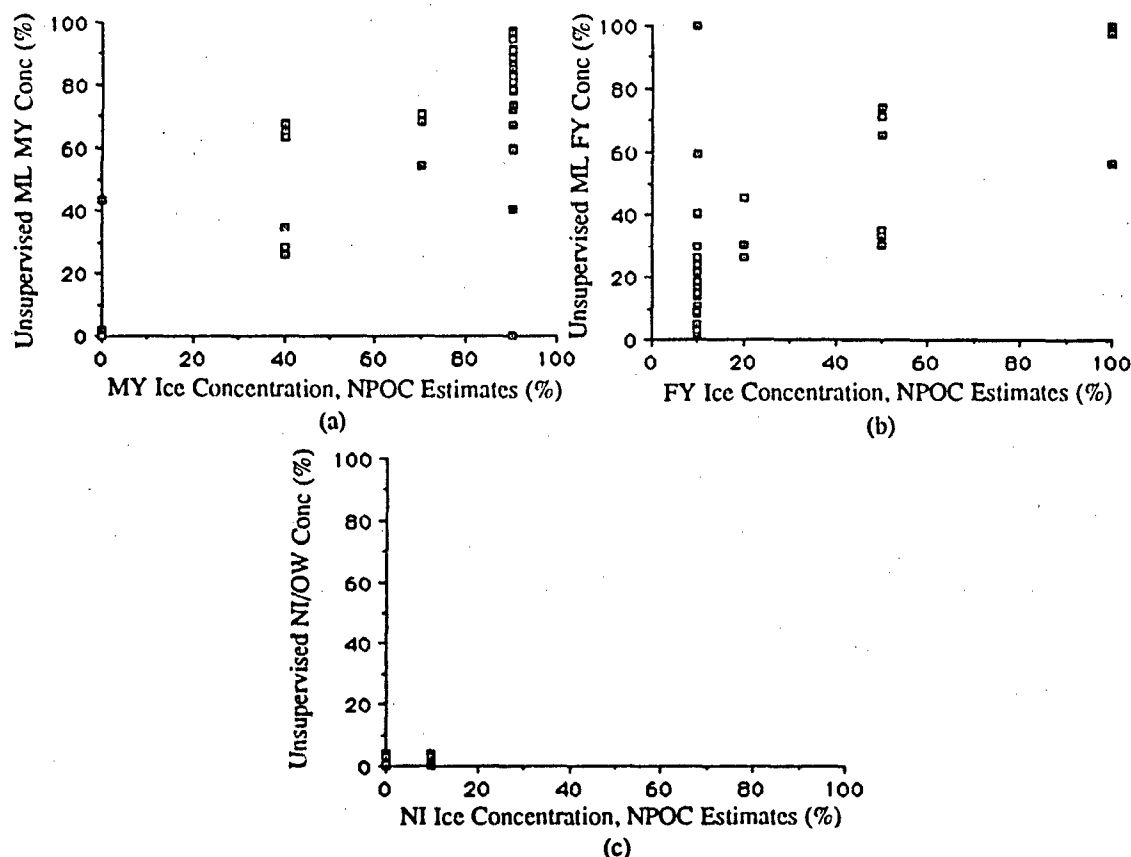 Unsupervised ML MY Conc (%)
100
80
60
40
20
0
0 20 40 60 80 100
MY Ice Concentration, NPOC Estimates (%)
(a)
Unsupervised ML FY Conc (%)
100
80
60
40
20
0
0 20 40 60 80 100
FY Ice Concentration, NPOC Estimates (%)
(b)
Unsupervised NI/OW Conc (%)
100
80
60
40
20
0
0 20 40 60 80 100
NI Ice Concentration, NPOC Estimates (%)
(c)